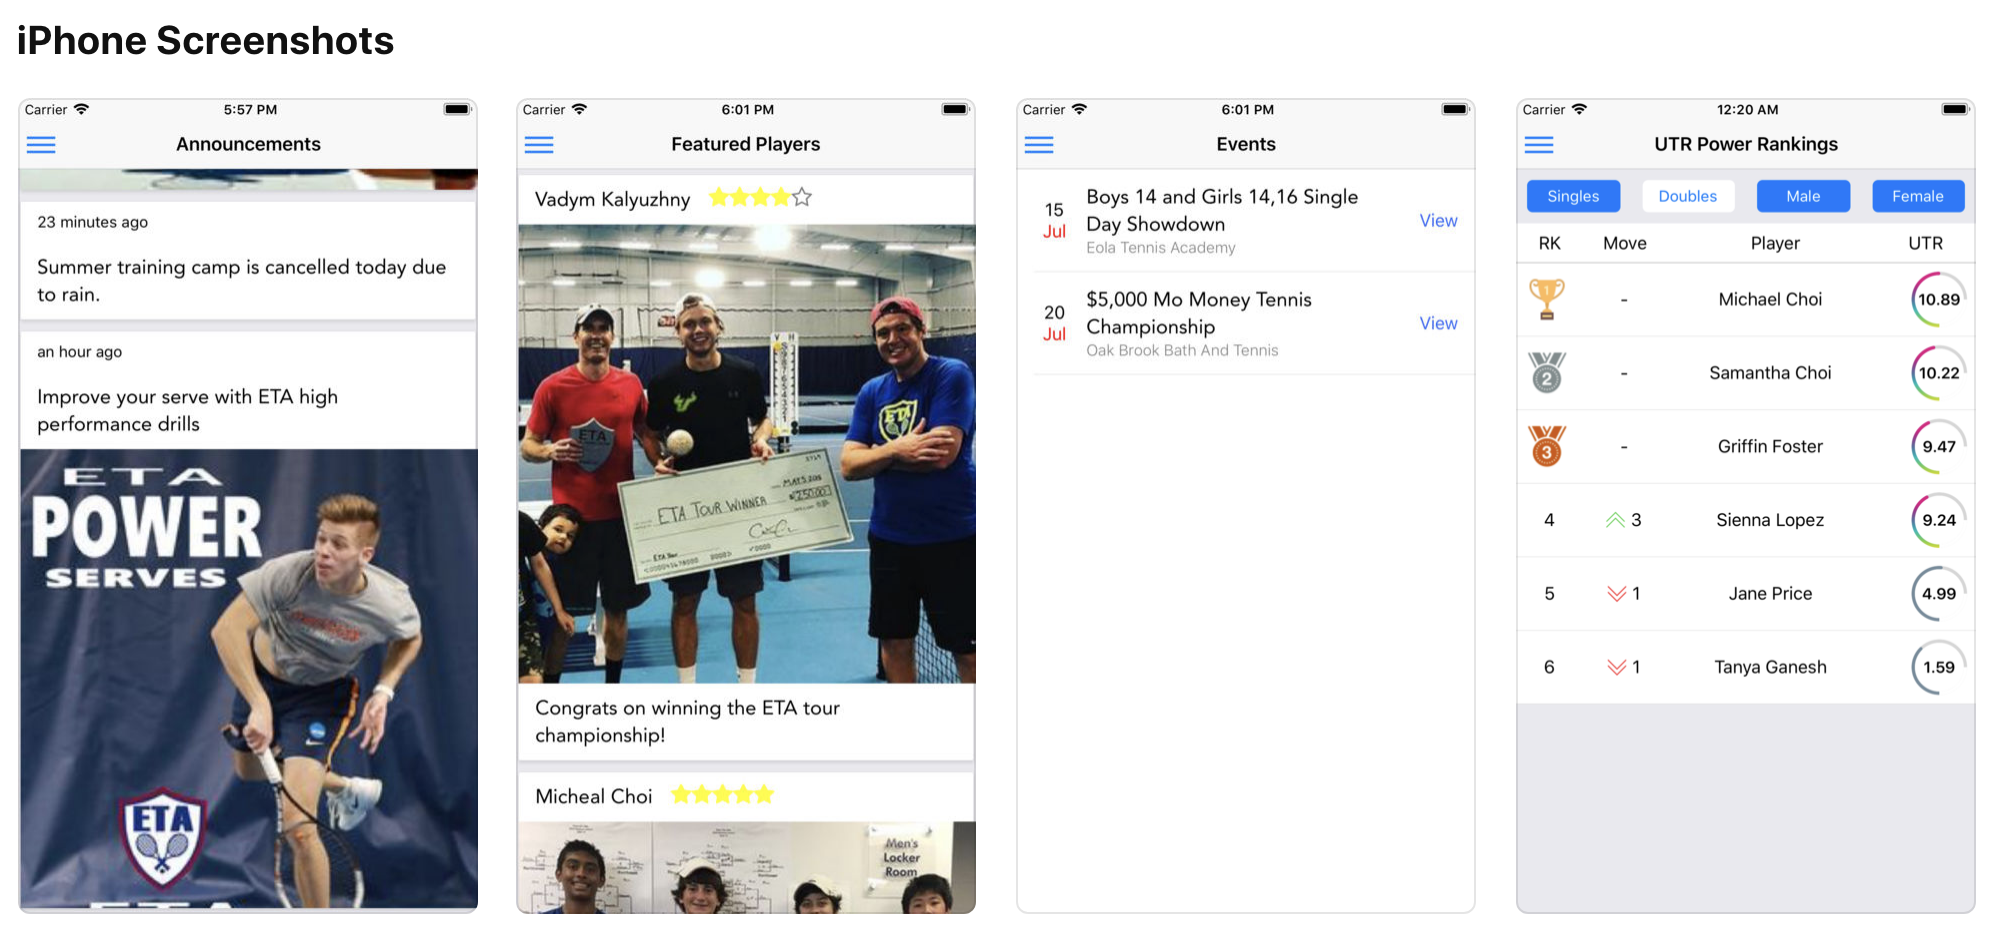 iPhone Screenshots
Carrier 5:57 PM
Announcements
23 minutes ago
Summer training camp is cancelled today due
to rain.
an hour ago
Improve your serve with ETA high
performance drills
ETA
POWER
SERVES
ETA
ETA
Carrier 6:01 PM
Featured Players
Vadym Kalyuzhny
ETA
ETA
MAY 5, 2018
ETA TOUR WINNER
$250.00
ETA Tour
Congrats on winning the ETA tour
championship!
Micheal Choi
Men's
Locker
Room
Carrier 6:01 PM
Events
15 Boys 14 and Girls 14,16 Single
Jul Day Showdown View
Eola Tennis Academy
20 $5,000 Mo Money Tennis
Jul Championship View
Oak Brook Bath And Tennis
Carrier 12:20 AM
UTR Power Rankings
Singles Doubles Male Female
RK Move Player UTR
1 - Michael Choi 10.89
2 - Samantha Choi 10.22
3 - Griffin Foster 9.47
4 3 Sienna Lopez 9.24
5 1 Jane Price 4.99
6 1 Tanya Ganesh 1.59